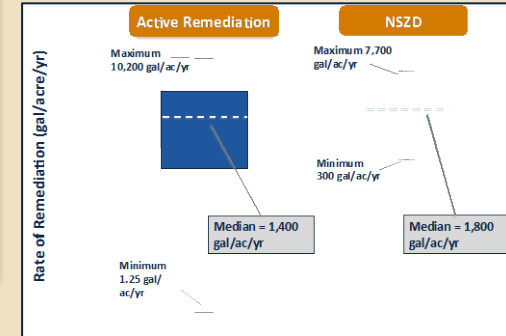 Active Remediation
NSZD
Rate of Remediation (gal/acre/yr)
Maximum
10,200 gal/ac/yr
Median = 1,400
gal/ac/yr
Minimum
1.25 gal/
ac/yr
Maximum 7,700
gal/ac/yr
Minimum
300 gal/ac/yr
Median = 1,800
gal/ac/yr